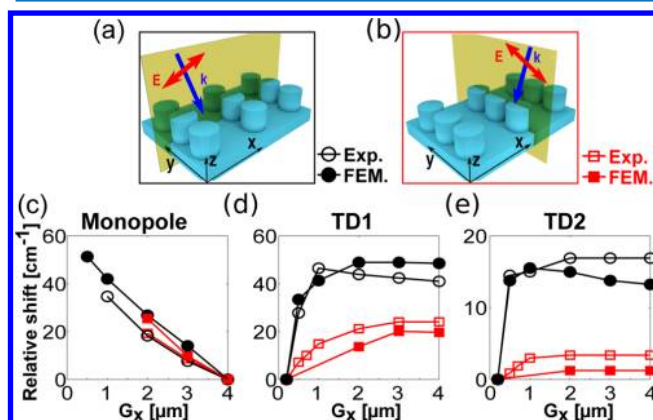 (a) (b)
E k E k
y z x y z x
Exp. Exp.
FEM. FEM.
(c) Monopole (d) TD1 (e) TD2
Relative shift [cm⁻¹]
60 60 20
40 40
20 20 10
0 0 0
0 1 2 3 4 0 1 2 3 4 0 1 2 3 4
Gx [µm] Gx [µm] Gx [µm]